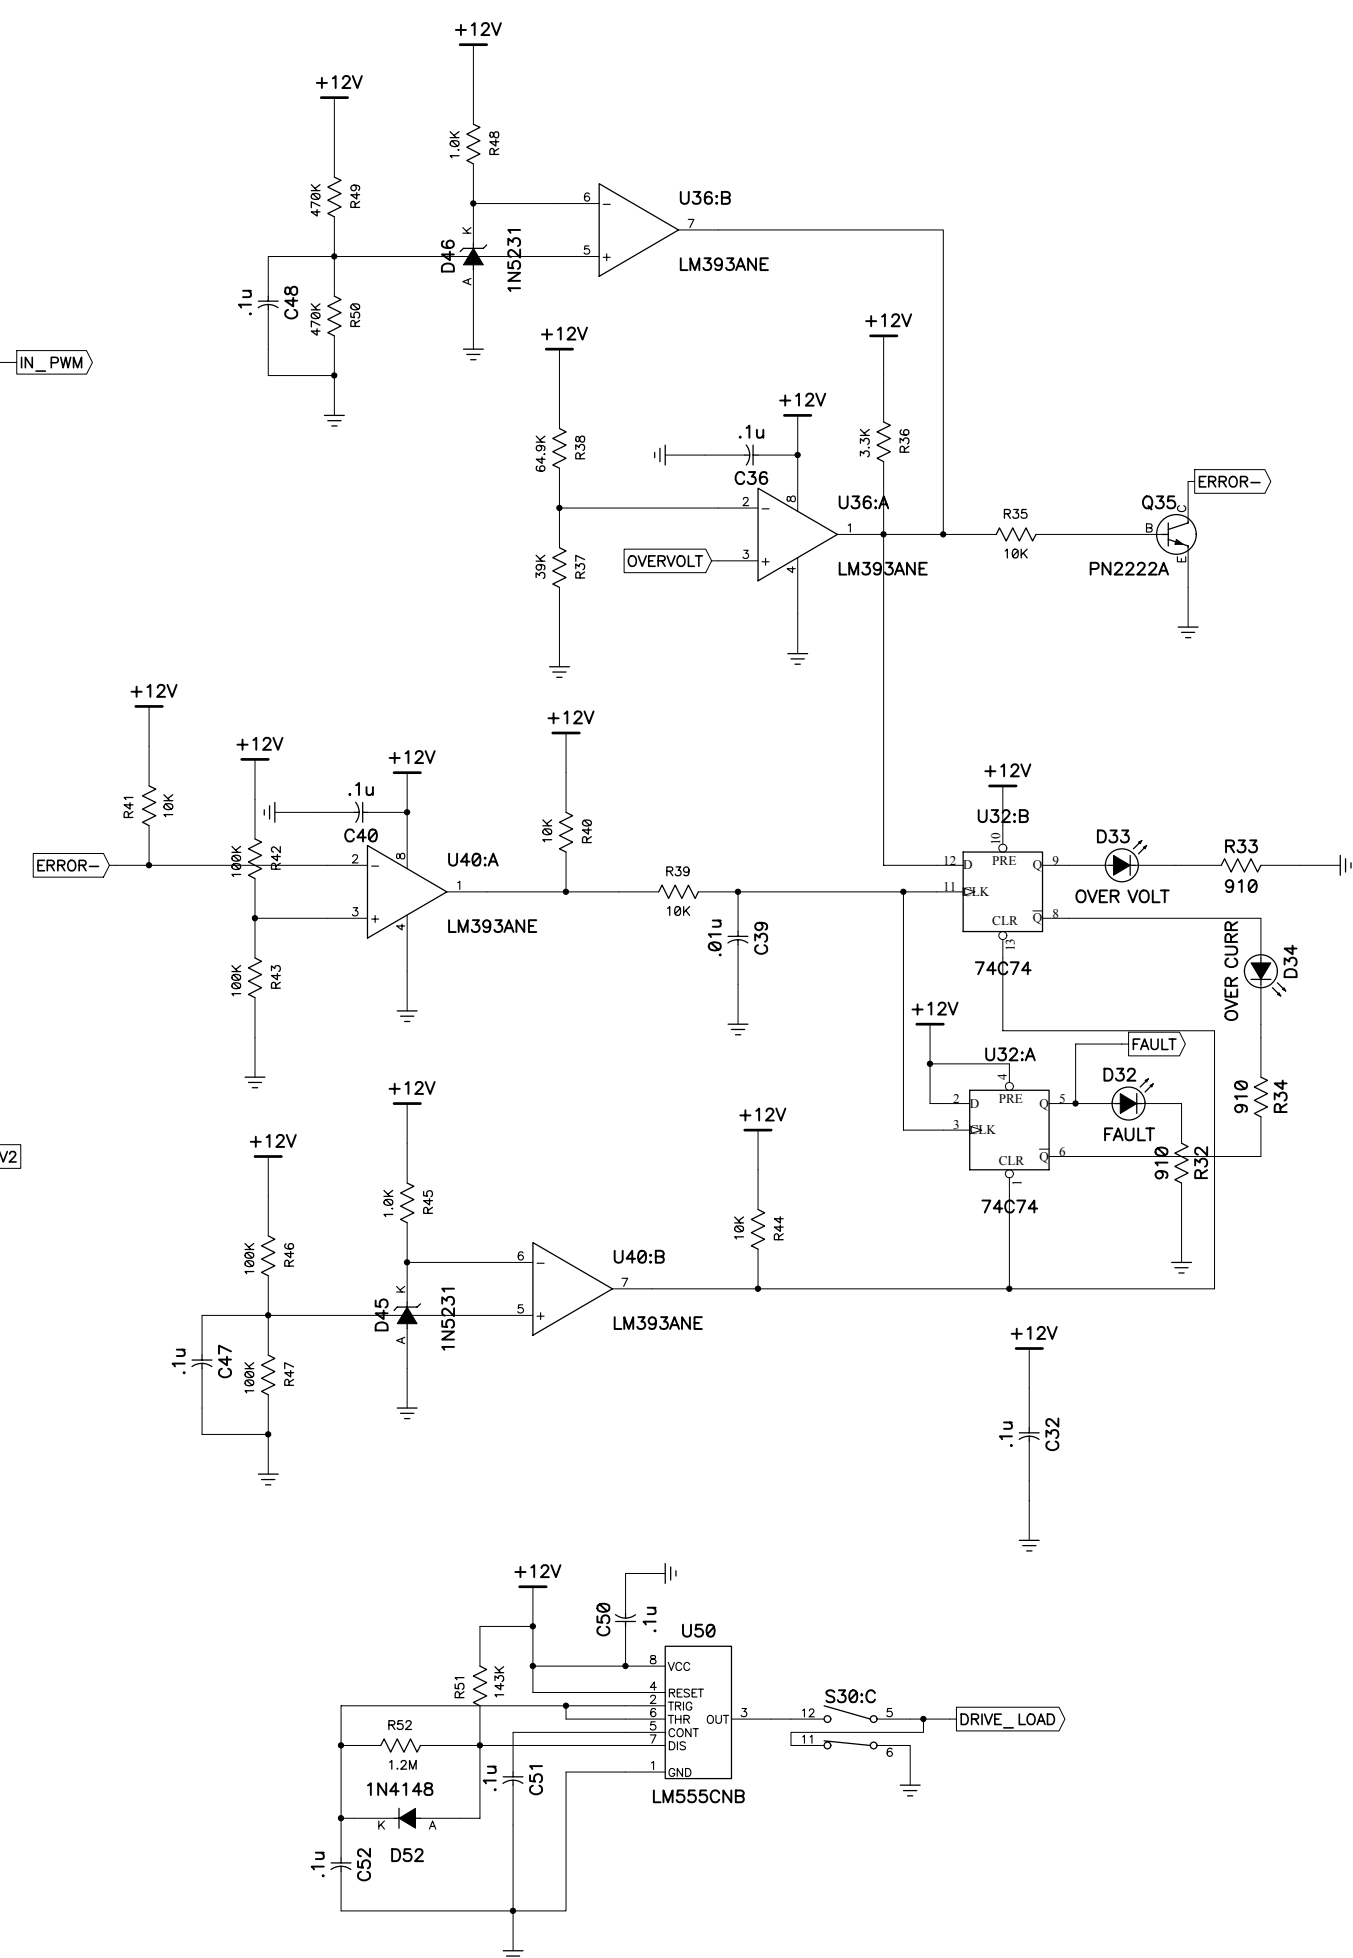 +12V
+12V
1.0K
R48
470K
R49
6
−
U36:B
7
K
D46
1N5231
5
+
LM393ANE
A
.1u
C48
470K
R50
+12V
+12V
IN_PWM
+12V
64.9K
R38
.1u
C36
3.3K
R36
ERROR-
8
2
−
U36:A
1
R35
10K
Q35
C
B
E
PN2222A
39K
R37
OVERVOLT
3
+
4
LM393ANE
+12V
+12V
+12V
+12V
+12V
R41
10K
.1u
C40
10K
R40
U32:B
10
PRE
D33
R33
ERROR-
100K
R42
2
−
8
U40:A
1
R39
10K
12
D
Q
9
OVER VOLT
910
11
CLK
3
+
4
LM393ANE
CLR
Q
8
13
.01u
C39
74C74
OVER CURR
D34
100K
R43
+12V
U32:A
FAULT
4
PRE
D32
2
D
Q
5
910
R34
3
CLK
FAULT
+12V
+12V
+12V
V2
CLR
Q
6
1
910
R32
74C74
1.0K
R45
10K
R44
100K
R46
6
−
U40:B
7
K
D45
1N5231
5
+
LM393ANE
A
.1u
C47
100K
R47
+12V
.1u
C32
+12V
C50
.1u
U50
R51
143K
8
VCC
4
RESET
2
TRIG
6
THR
OUT
3
5
CONT
7
DIS
1
GND
LM555CNB
S30:C
12
5
11
6
DRIVE_LOAD
R52
1.2M
1N4148
K
A
D52
.1u
C51
.1u
C52